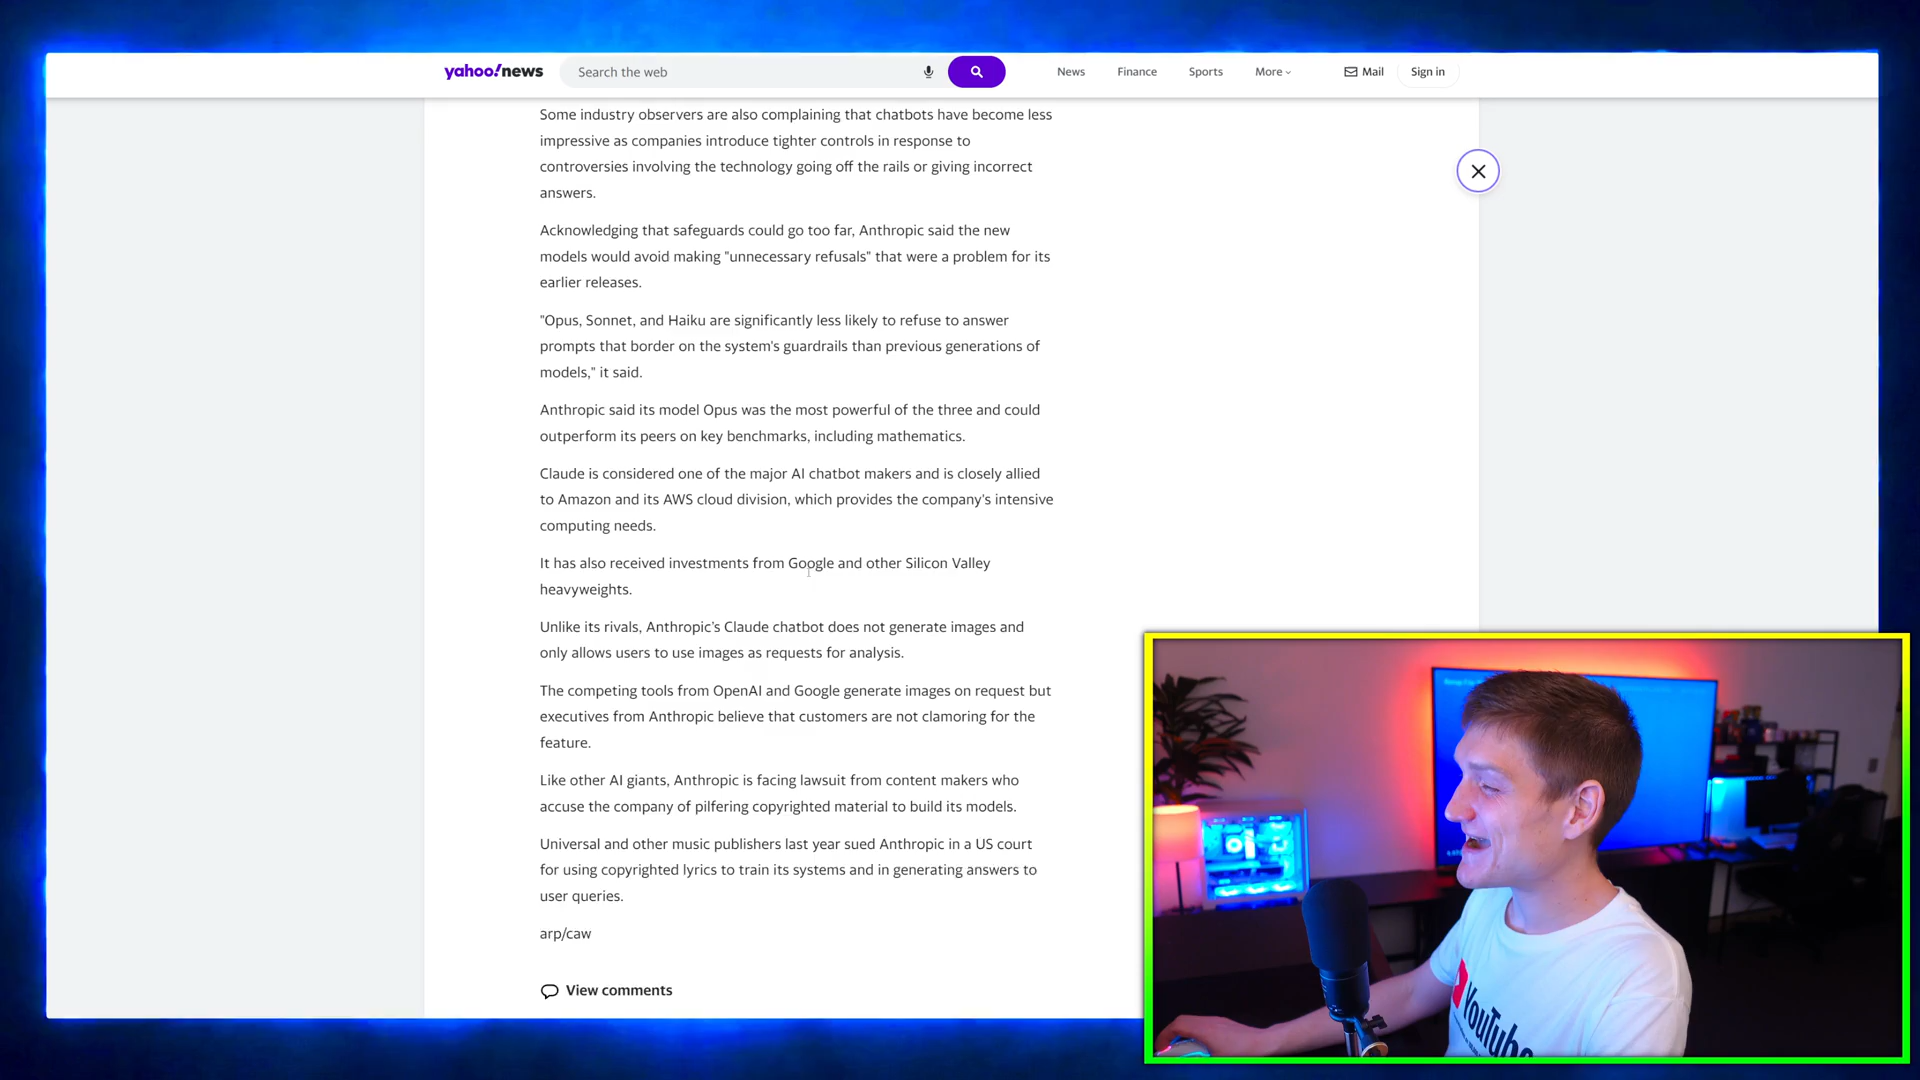 yahoo!news
Search the web
News
Finance
Sports
More
Mail
Sign in
Some industry observers are also complaining that chatbots have become less
impressive as companies introduce tighter controls in response to
controversies involving the technology going off the rails or giving incorrect
answers.
Acknowledging that safeguards could go too far, Anthropic said the new
models would avoid making "unnecessary refusals" that were a problem for its
earlier releases.
"Opus, Sonnet, and Haiku are significantly less likely to refuse to answer
prompts that border on the system's guardrails than previous generations of
models," it said.
Anthropic said its model Opus was the most powerful of the three and could
outperform its peers on key benchmarks, including mathematics.
Claude is considered one of the major AI chatbot makers and is closely allied
to Amazon and its AWS cloud division, which provides the company's intensive
computing needs.
It has also received investments from Google and other Silicon Valley
heavyweights.
Unlike its rivals, Anthropic's Claude chatbot does not generate images and
only allows users to use images as requests for analysis.
The competing tools from OpenAI and Google generate images on request but
executives from Anthropic believe that customers are not clamoring for the
feature.
Like other AI giants, Anthropic is facing lawsuit from content makers who
accuse the company of pilfering copyrighted material to build its models.
Universal and other music publishers last year sued Anthropic in a US court
for using copyrighted lyrics to train its systems and in generating answers to
user queries.
arp/caw
View comments
YouTube